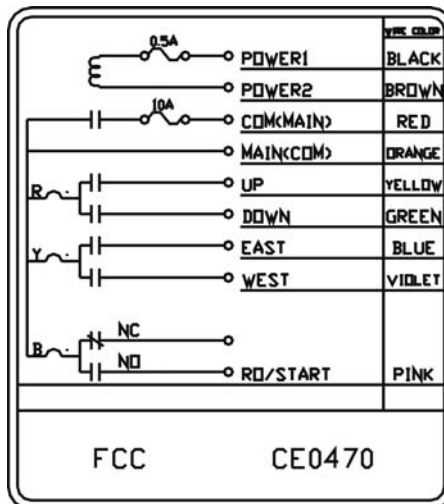 WIRE COLOR
0.5A POWER1 BLACK
POWER2 BROWN
10A COM(MAIN) RED
MAIN(COM) ORANGE
R UP YELLOW
DOWN GREEN
Y EAST BLUE
WEST VIOLET
NC
B
NO RO/START PINK
FCC CE0470